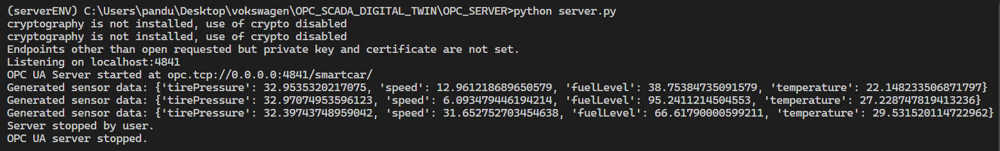 (serverENV) C:\Users\pandu\Desktop\vokswagen\OPC_SCADA_DIGITAL_TWIN\OPC_SERVER>python server.py
cryptography is not installed, use of crypto disabled
cryptography is not installed, use of crypto disabled
Endpoints other than open requested but private key and certificate are not set.
Listening on localhost:4841
OPC UA Server started at opc.tcp://0.0.0.0:4841/smartcar/
Generated sensor data: {'tirePressure': 32.9535320217075, 'speed': 12.961218689650579, 'fuelLevel': 38.75384735091579, 'temperature': 22.148233506871797}
Generated sensor data: {'tirePressure': 32.97074953596123, 'speed': 6.093479446194214, 'fuelLevel': 95.2411214504553, 'temperature': 27.228747819413236}
Generated sensor data: {'tirePressure': 32.39743748959042, 'speed': 31.652752703454638, 'fuelLevel': 66.61790000599211, 'temperature': 29.531520114722962}
Server stopped by user.
OPC UA server stopped.